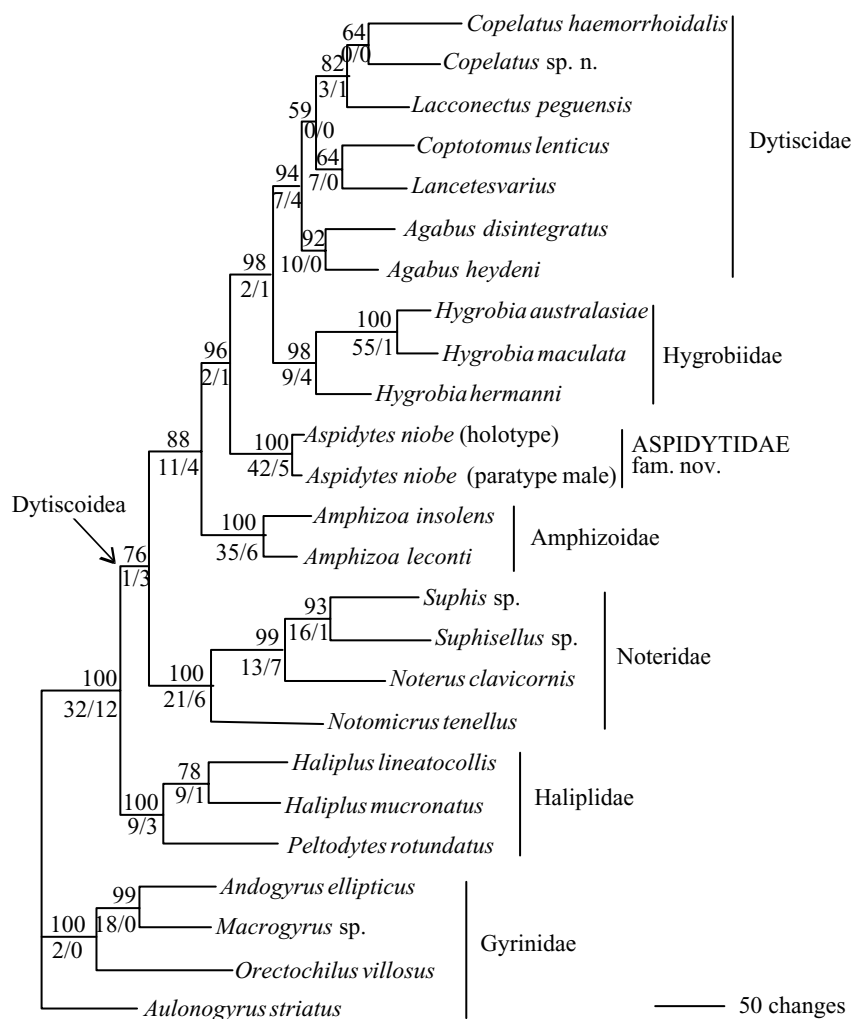 Copelatus haemorrhoidalis
64
0/0
Copelatus sp. n.
82
3/1
Lacconectus peguensis
59
0/0
Coptotomus lenticus
64
7/0
Lancetesvarius
Dytiscidae
94
7/4
Agabus disintegratus
92
10/0
Agabus heydeni
98
2/1
Hygrobia australasiae
100
55/1
Hygrobia maculata
Hygrobiidae
98
9/4
Hygrobia hermanni
96
2/1
Aspidytes niobe (holotype)
100
42/5
Aspidytes niobe (paratype male)
ASPIDYTIDAE
fam. nov.
88
11/4
Amphizoa insolens
100
35/6
Amphizoa leconti
Amphizoidae
Dytiscoidea
76
1/3
Suphis sp.
93
16/1
Suphisellus sp.
99
13/7
Noterus clavicornis
Noteridae
100
21/6
Notomicrus tenellus
100
32/12
Haliplus lineatocollis
78
9/1
Haliplus mucronatus
Haliplidae
100
9/3
Peltodytes rotundatus
Andogyrus ellipticus
99
18/0
Macrogyrus sp.
100
2/0
Gyrinidae
Orectochilus villosus
Aulonogyrus striatus
50 changes